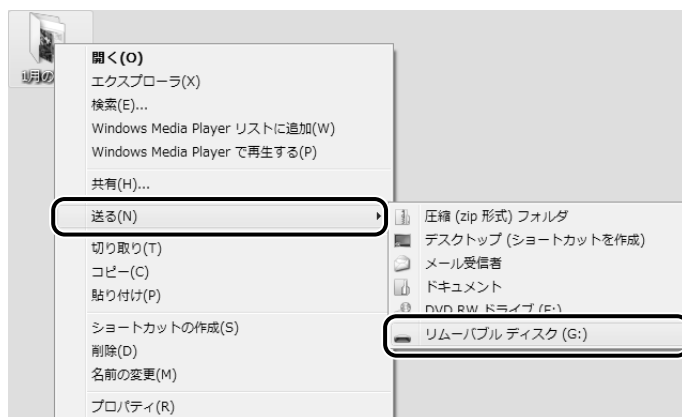 1月の
開く(O)
エクスプローラ(X)
検索(E)...
Windows Media Player リストに追加(W)
Windows Media Player で再生する(P)
共有(H)...
送る(N)
切り取り(T)
コピー(C)
貼り付け(P)
ショートカットの作成(S)
削除(D)
名前の変更(M)
プロパティ(R)
圧縮 (zip 形式) フォルダ
デスクトップ (ショートカットを作成)
メール受信者
ドキュメント
DVD RW ドライブ (F:)
リムーバブル ディスク (G:)